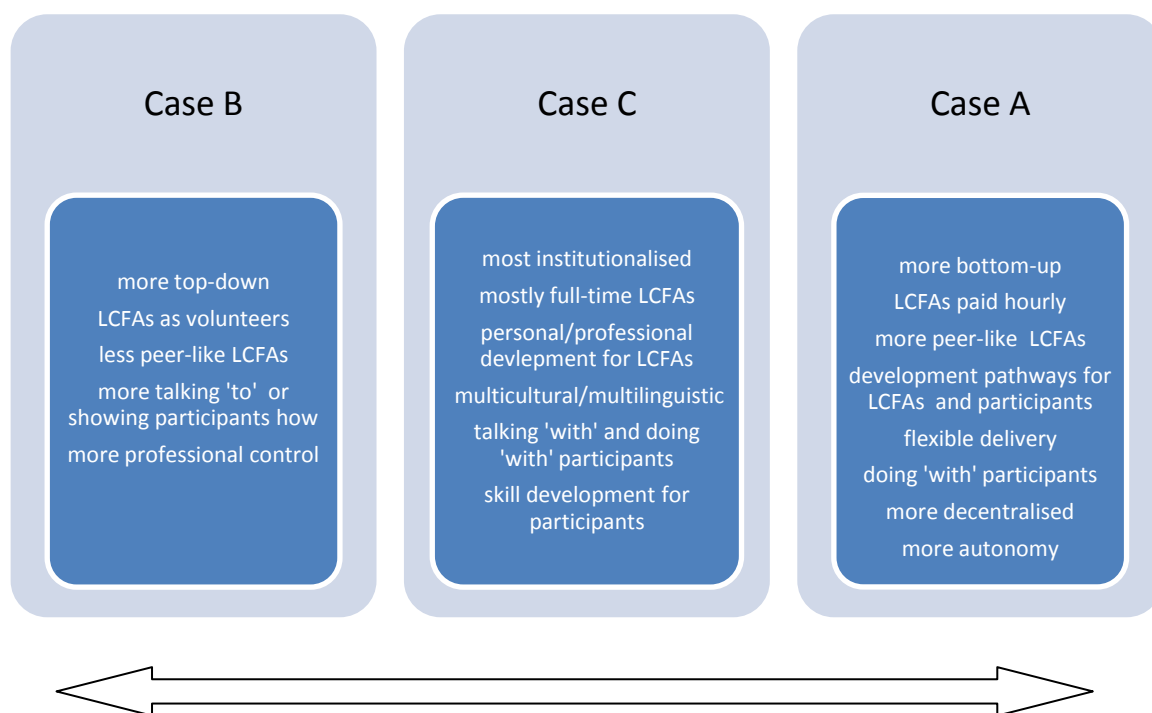 Case B
more top-down
LCFAs as volunteers
less peer-like LCFAs
more talking 'to' or
showing participants how
more professional control
Case C
most institutionalised
mostly full-time LCFAs
personal/professional
devlepment for LCFAs
multicultural/multilinguistic
talking 'with' and doing
'with' participants
skill development for
participants
Case A
more bottom-up
LCFAs paid hourly
more peer-like LCFAs
development pathways for
LCFAs and participants
flexible delivery
doing 'with' participants
more decentralised
more autonomy